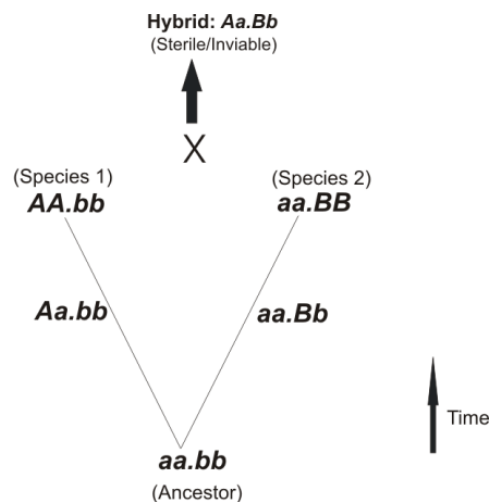 Hybrid: Aa.Bb
(Sterile/Inviable)
X
(Species 1) (Species 2)
AA.bb aa.BB
Aa.bb aa.Bb
Time
aa.bb
(Ancestor)